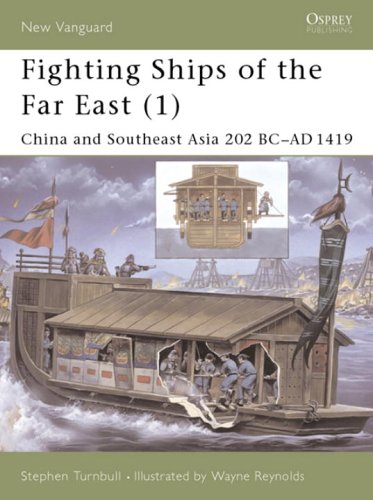 New Vanguard
OSPREY
PUBLISHING
Fighting Ships of the
Far East (1)
China and Southeast Asia 202 BC–AD 1419
Stephen Turnbull · Illustrated by Wayne Reynolds